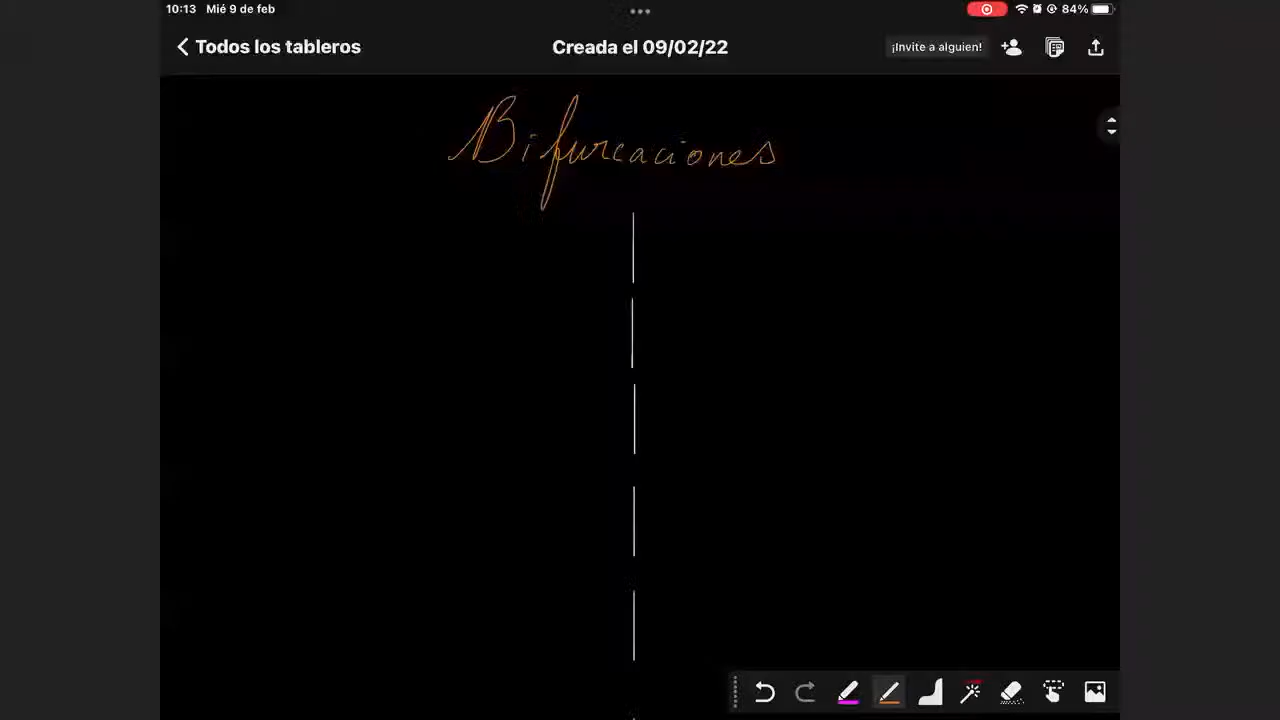 10:13 Mié 9 de feb 84%
Todos los tableros
Creada el 09/02/22
¡Invite a alguien!
Bifurcaciones